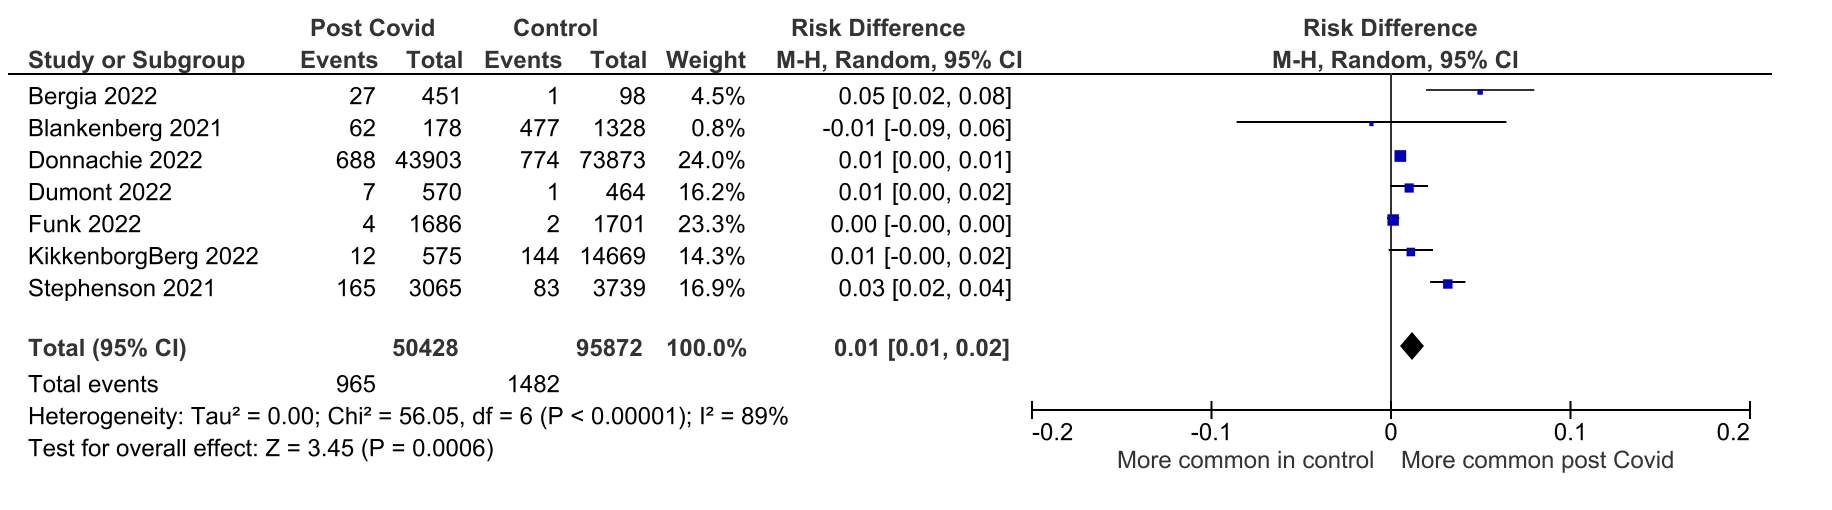 Post Covid Control Risk Difference Risk Difference
Study or Subgroup Events Total Events Total Weight M-H, Random, 95% CI M-H, Random, 95% CI
Bergia 2022 27 451 1 98 4.5% 0.05 [0.02, 0.08]
Blankenberg 2021 62 178 477 1328 0.8% -0.01 [-0.09, 0.06]
Donnachie 2022 688 43903 774 73873 24.0% 0.01 [0.00, 0.01]
Dumont 2022 7 570 1 464 16.2% 0.01 [0.00, 0.02]
Funk 2022 4 1686 2 1701 23.3% 0.00 [-0.00, 0.00]
KikkenborgBerg 2022 12 575 144 14669 14.3% 0.01 [-0.00, 0.02]
Stephenson 2021 165 3065 83 3739 16.9% 0.03 [0.02, 0.04]
Total (95% CI) 50428 95872 100.0% 0.01 [0.01, 0.02]
Total events 965 1482
Heterogeneity: Tau² = 0.00; Chi² = 56.05, df = 6 (P < 0.00001); I² = 89%
Test for overall effect: Z = 3.45 (P = 0.0006)
-0.2 -0.1 0 0.1 0.2
More common in control More common post Covid